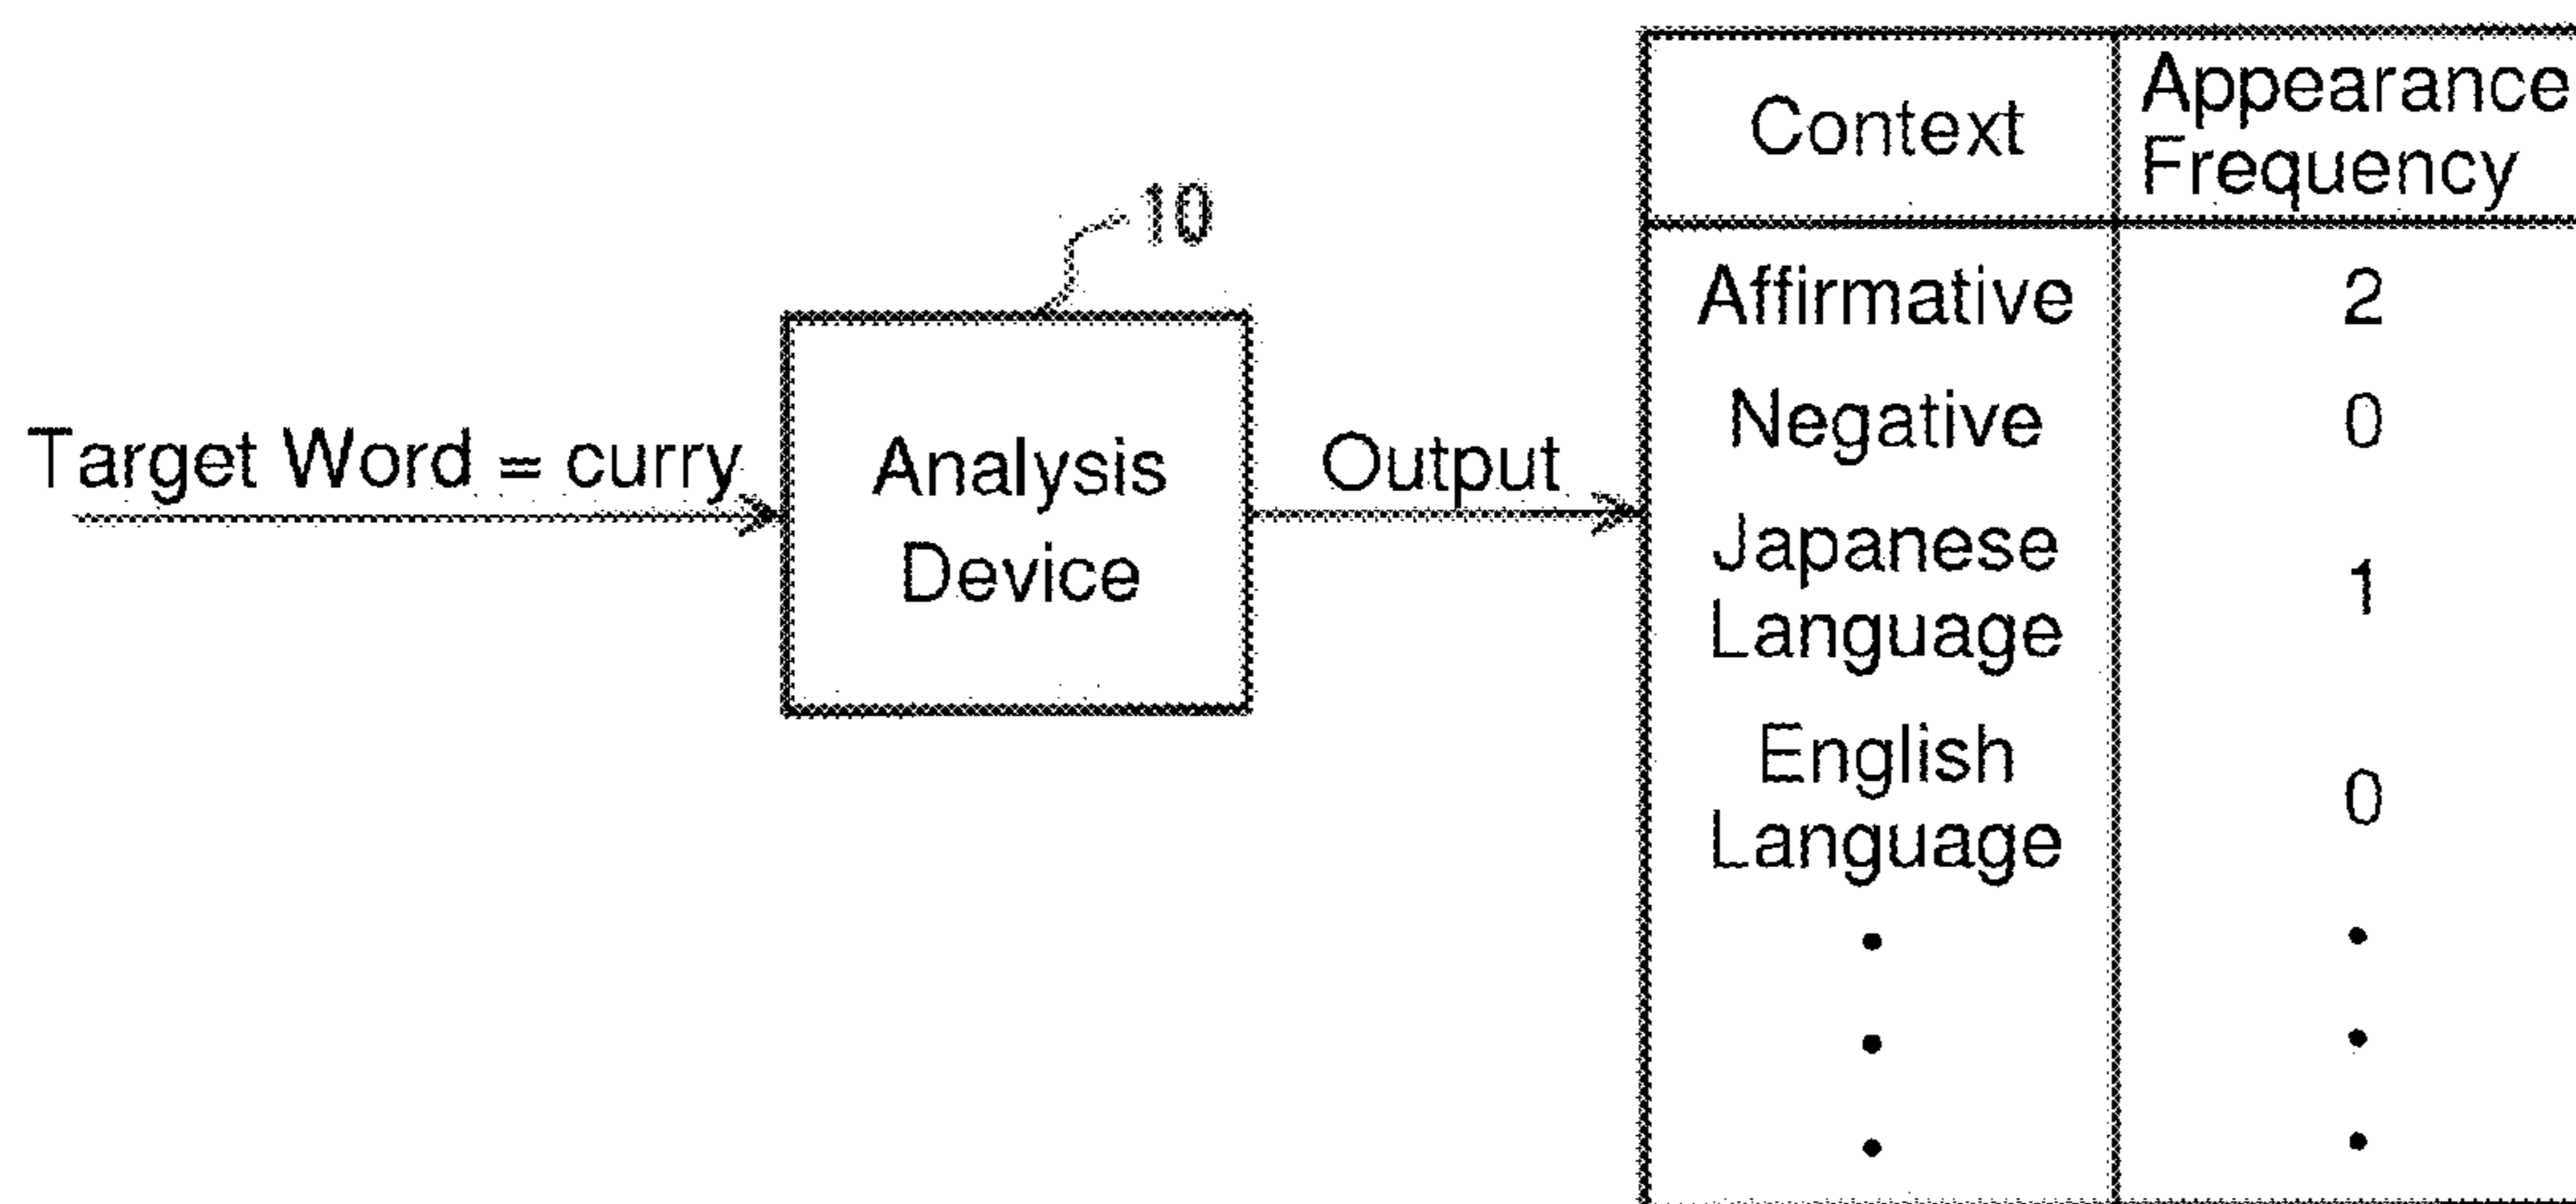 10
Target Word = curry
Analysis
Device
Output
Context
Appearance
Frequency
Affirmative
2
Negative
0
Japanese
Language
1
English
Language
0